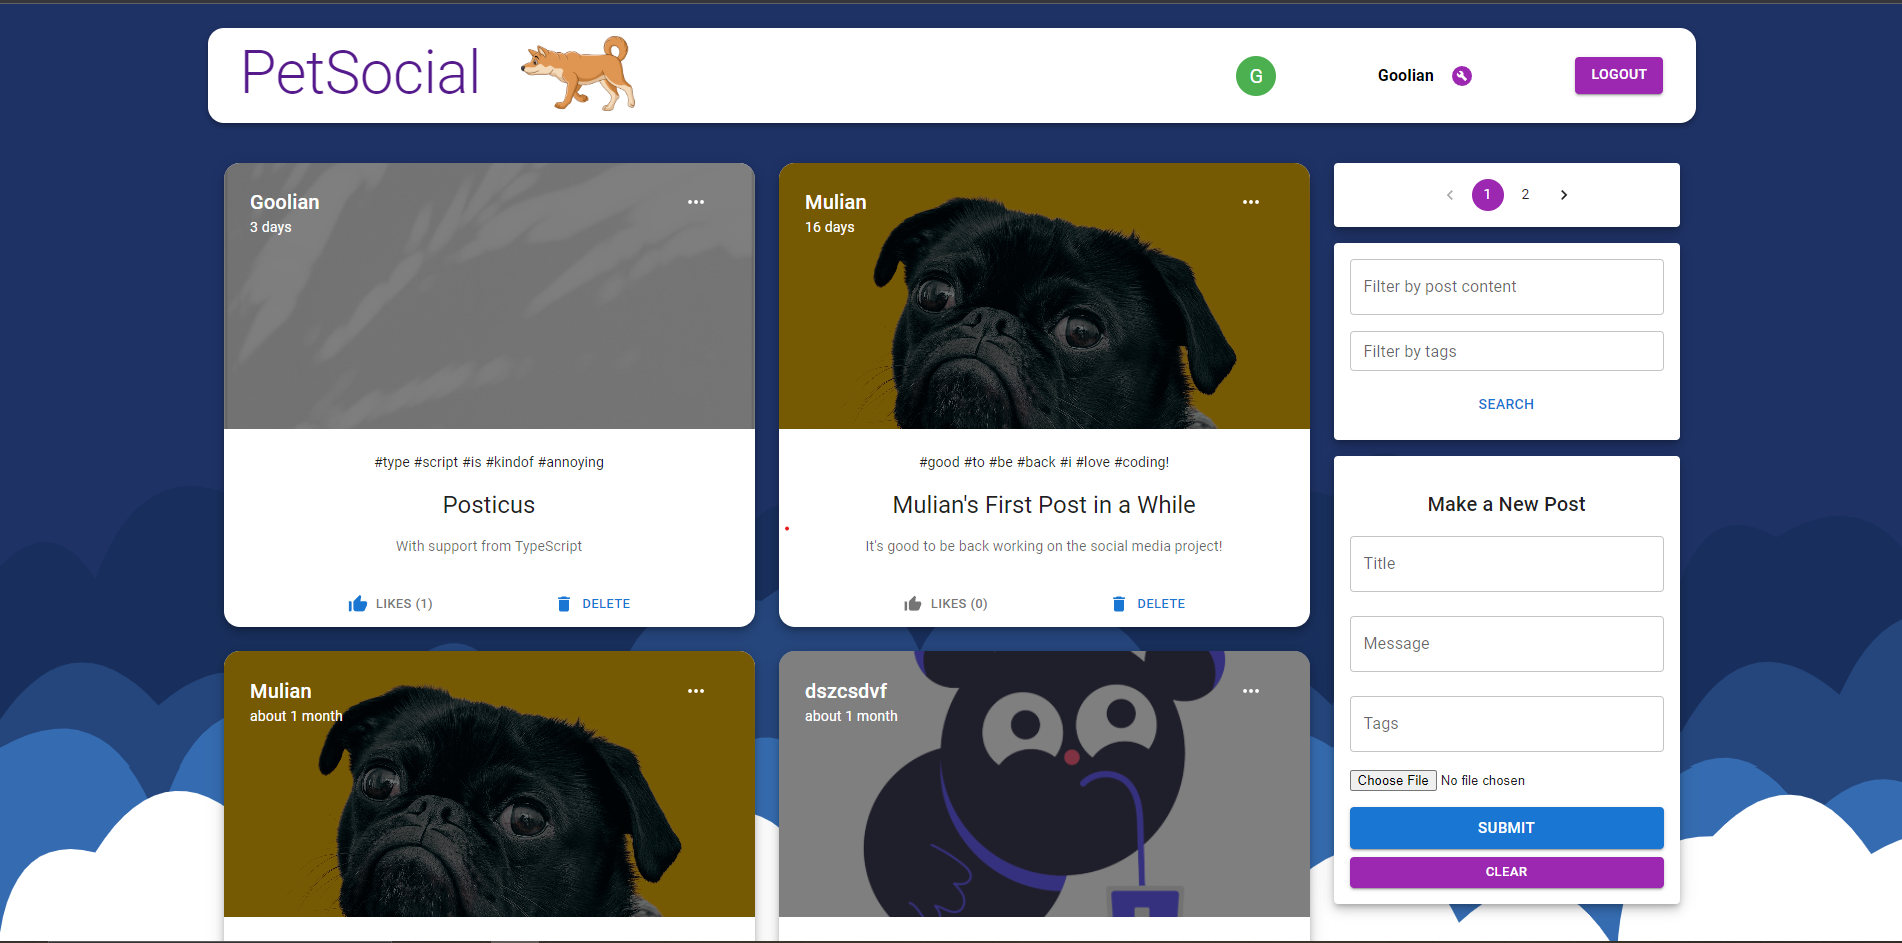 PetSocial
G
Goolian
LOGOUT
Goolian
3 days
#type #script #is #kindof #annoying
Posticus
With support from TypeScript
LIKES (1)
DELETE
Mulian
16 days
#good #to #be #back #i #love #coding!
Mulian's First Post in a While
It's good to be back working on the social media project!
LIKES (0)
DELETE
Mulian
about 1 month
dszcsdvf
about 1 month
1 2
Filter by post content
Filter by tags
SEARCH
Make a New Post
Title
Message
Tags
Choose File No file chosen
SUBMIT
CLEAR